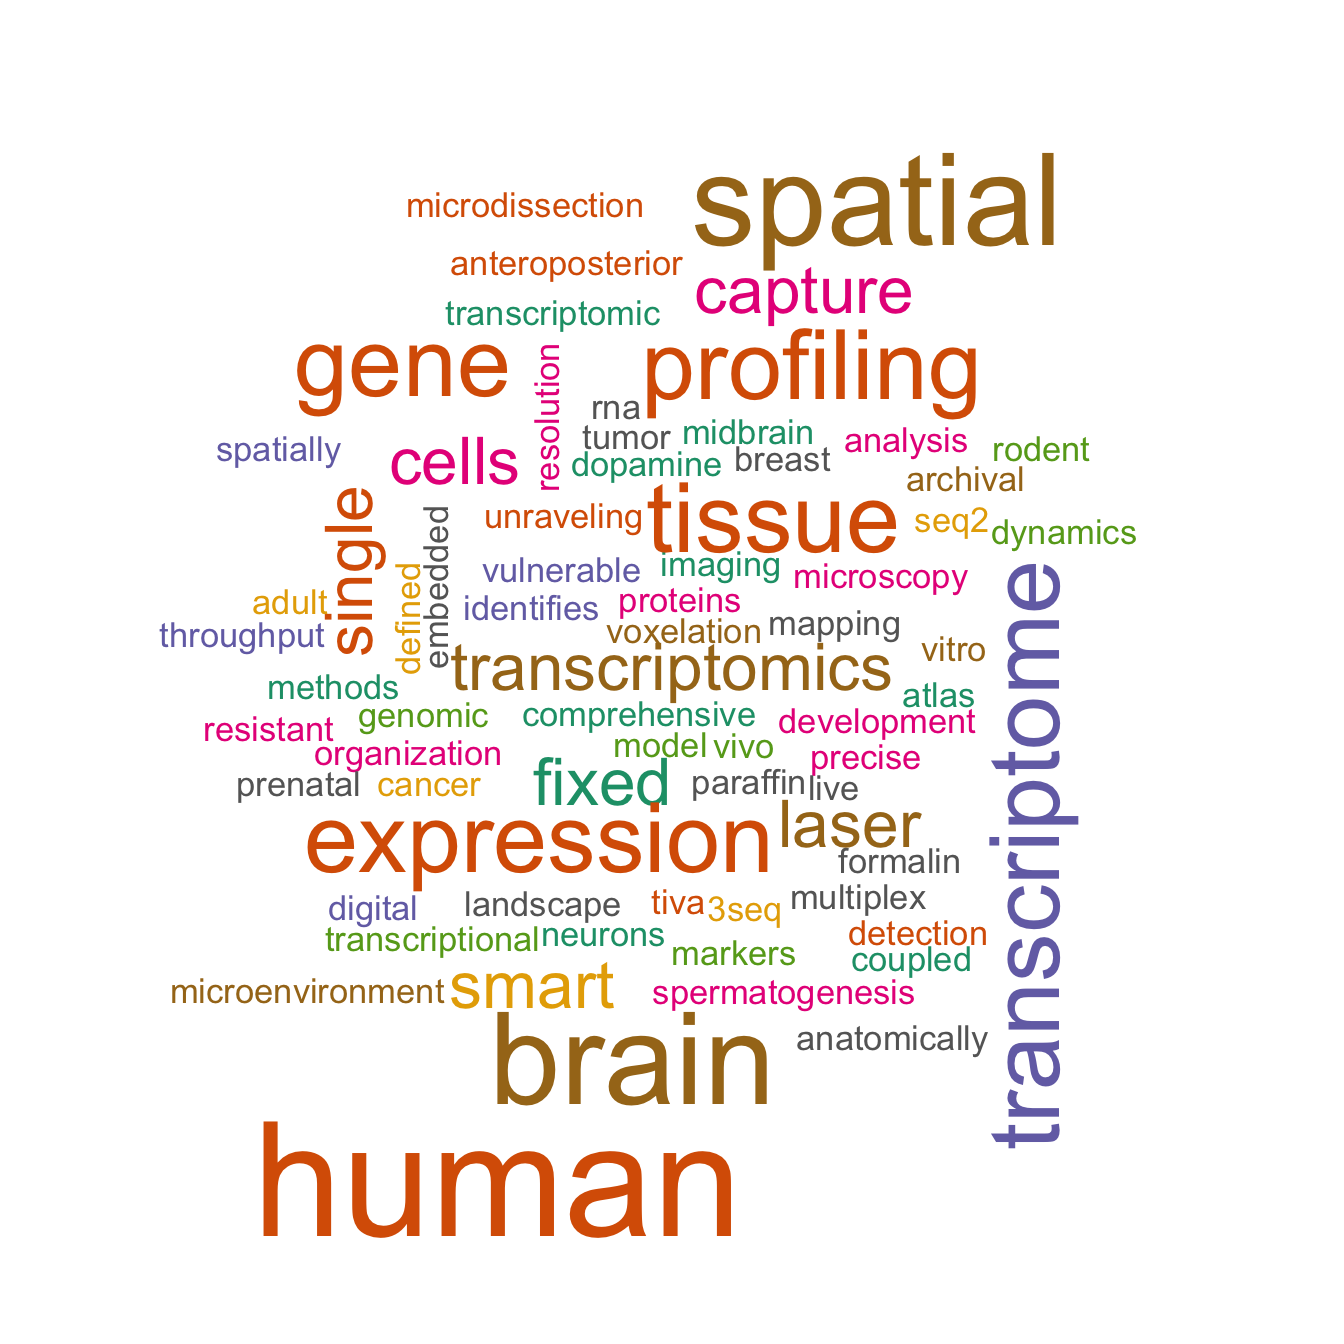 spatial
microdissection
anteroposterior
capture
transcriptomic
gene
profiling
resolution
rna
tumor
midbrain
analysis
rodent
spatially
cells
dopamine
breast
archival
single
embedded
unraveling
tissue
seq2
dynamics
defined
vulnerable
imaging
microscopy
transcriptome
adult
identifies
proteins
throughput
voxelation
mapping
vitro
transcriptomics
methods
atlas
resistant
genomic
comprehensive
development
organization
model
vivo
precise
prenatal
cancer
fixed
paraffin
live
expression
laser
formalin
digital
landscape
tiva
3seq
multiplex
transcriptional
neurons
markers
detection
coupled
microenvironment
smart
spermatogenesis
brain
anatomically
human